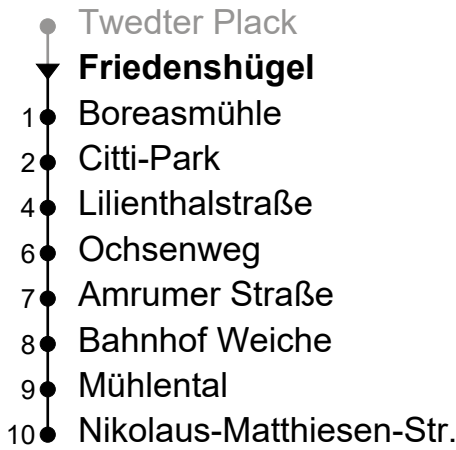 Twedter Plack
Friedenshügel
1 Boreasmühle
2 Citti-Park
4 Lilienthalstraße
6 Ochsenweg
7 Amrumer Straße
8 Bahnhof Weiche
9 Mühlental
10 Nikolaus-Matthiesen-Str.